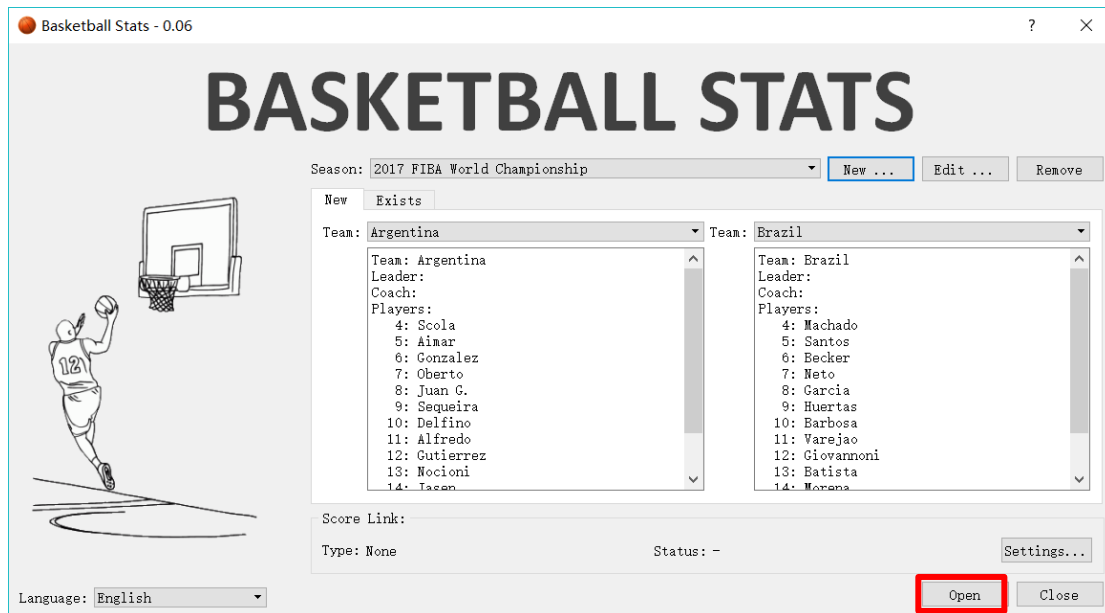 Basketball Stats - 0.06
BASKETBALL STATS
Season: 2017 FIBA World Championship New ... Edit ... Remove
New Exists
Team: Argentina Team: Brazil
Team: Argentina
Leader:
Coach:
Players:
4: Scola
5: Aimar
6: Gonzalez
7: Oberto
8: Juan G.
9: Sequeira
10: Delfino
11: Alfredo
12: Gutierrez
13: Nocioni
14: Jasen
Team: Brazil
Leader:
Coach:
Players:
4: Machado
5: Santos
6: Becker
7: Neto
8: Garcia
9: Huertas
10: Barbosa
11: Varejao
12: Giovannoni
13: Batista
14: Morena
12
Score Link:
Type: None Status: - Settings...
Language: English Open Close